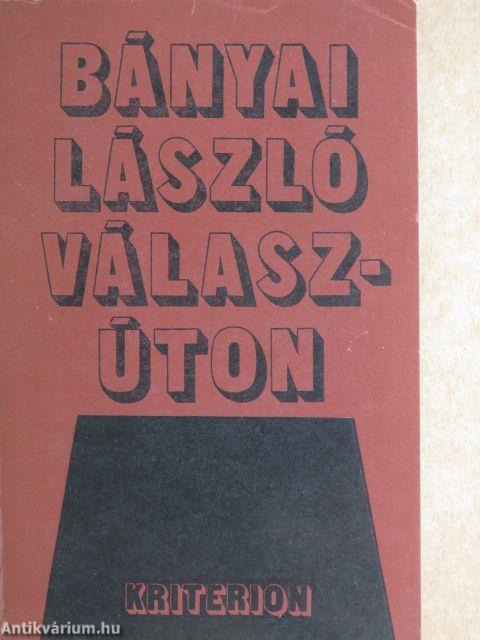 BÁNYAI
LÁSZLÓ
VÁLASZ-
ÚTON
KRITERION
Antikvárium.hu